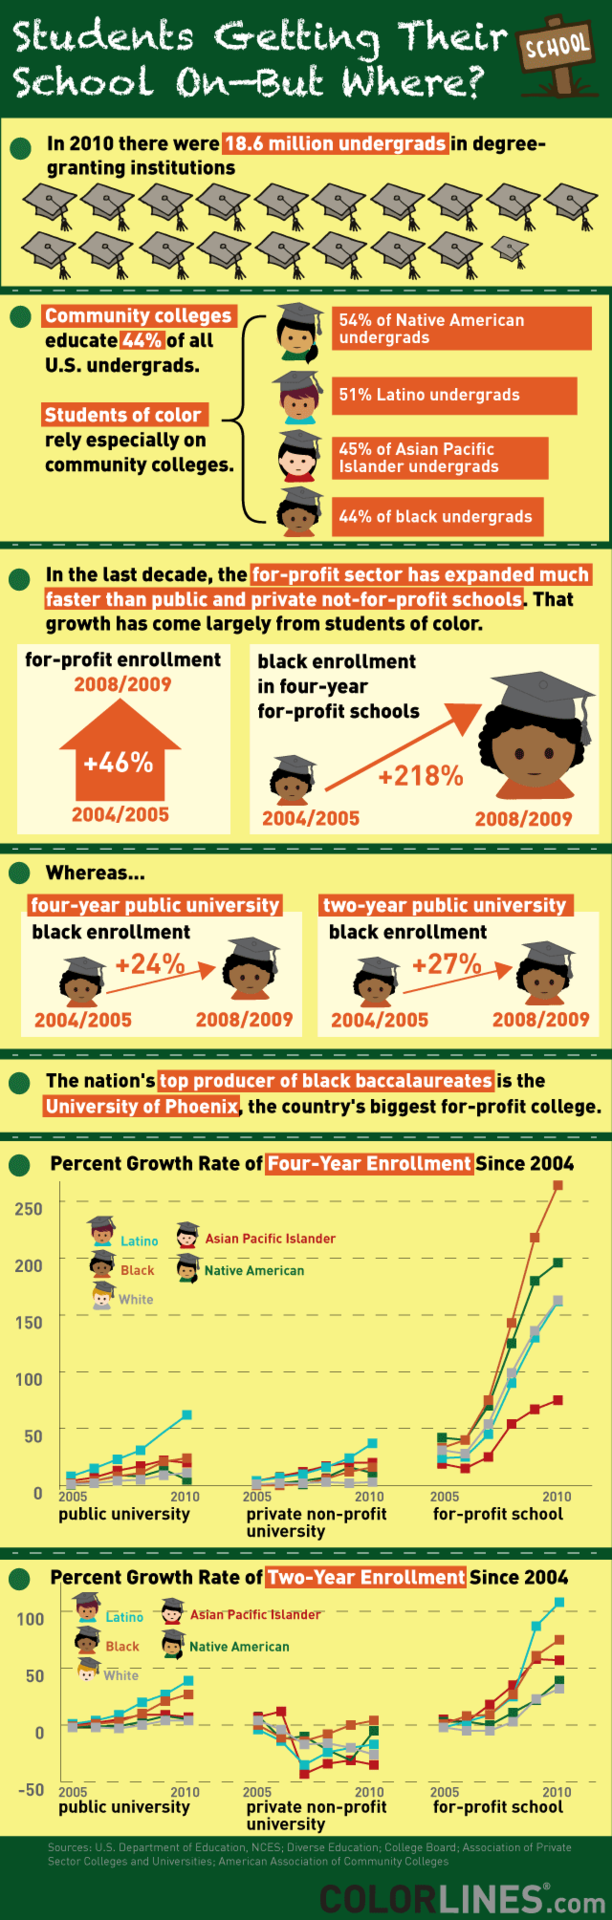 Students Getting Their
School On—But Where?
SCHOOL
In 2010 there were 18.6 million undergrads in degree-
granting institutions
Community colleges
educate 44% of all
U.S. undergrads.
Students of color
rely especially on
community colleges.
54% of Native American
undergrads
51% Latino undergrads
45% of Asian Pacific
Islander undergrads
44% of black undergrads
In the last decade, the for-profit sector has expanded much
faster than public and private not-for-profit schools. That
growth has come largely from students of color.
for-profit enrollment
2008/2009
+46%
2004/2005
black enrollment
in four-year
for-profit schools
+218%
2004/2005
2008/2009
Whereas...
four-year public university
black enrollment
+24%
2004/2005
2008/2009
two-year public university
black enrollment
+27%
2004/2005
2008/2009
The nation's top producer of black baccalaureates is the
University of Phoenix, the country's biggest for-profit college.
Percent Growth Rate of Four-Year Enrollment Since 2004
250
200
150
100
50
0
Latino
Asian Pacific Islander
Black
Native American
White
2005 2010
public university
2005 2010
private non-profit
university
2005 2010
for-profit school
Percent Growth Rate of Two-Year Enrollment Since 2004
100
50
0
-50
Latino
Asian Pacific Islander
Black
Native American
White
2005 2010
public university
2005 2010
private non-profit
university
2005 2010
for-profit school
Sources: U.S. Department of Education, NCES; Diverse Education; College Board; Association of Private
Sector Colleges and Universities; American Association of Community Colleges
COLORLINES®.com